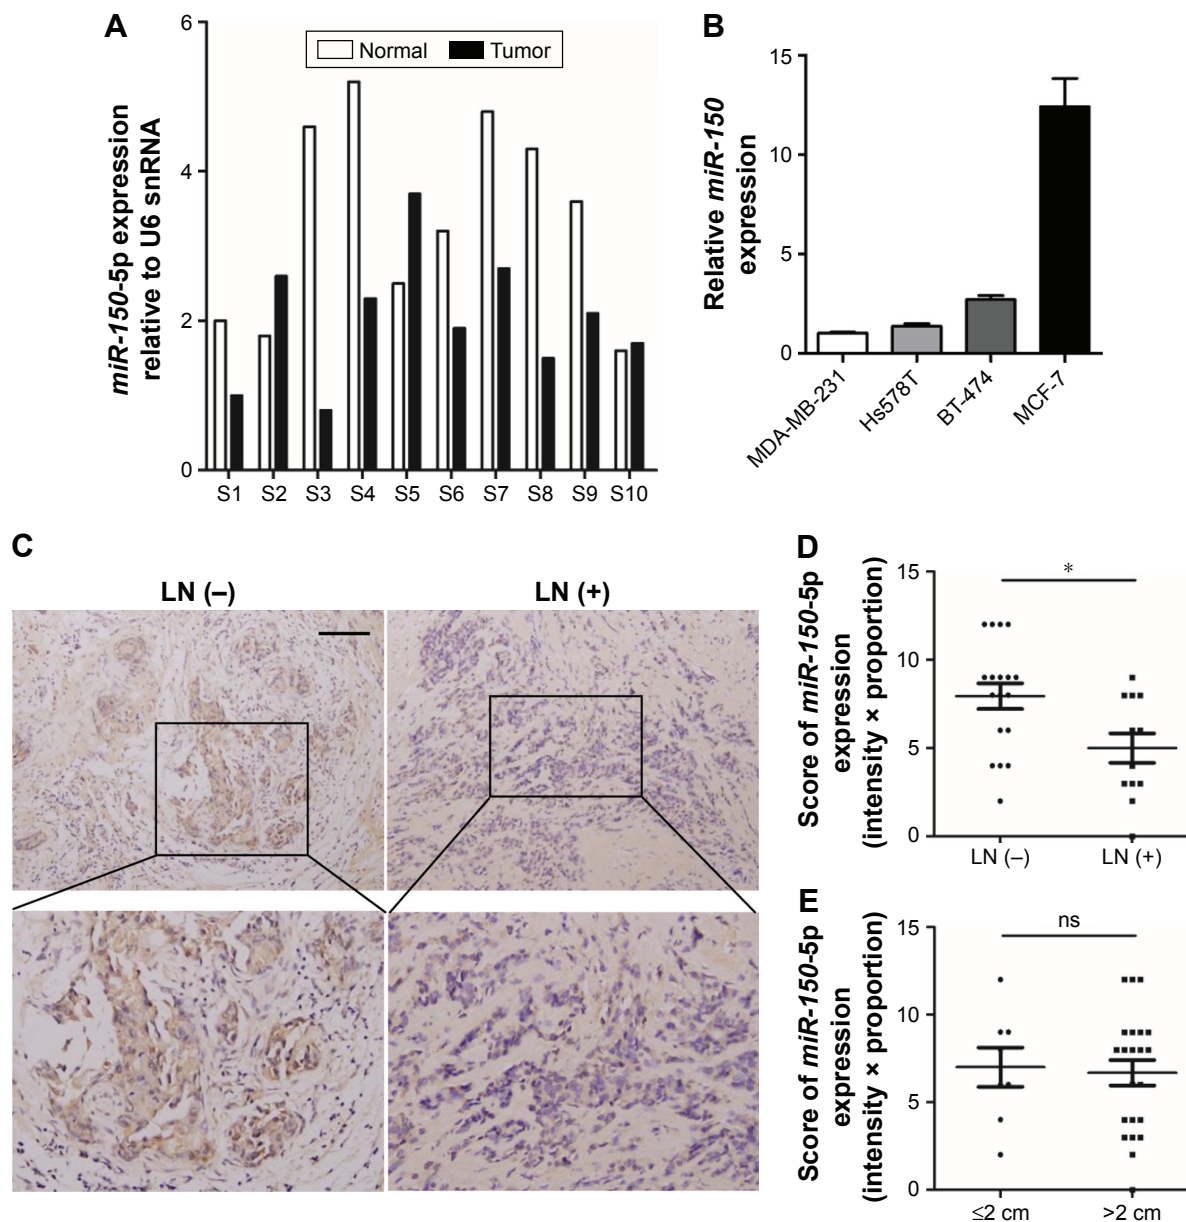 A
6
4
2
0
miR-150-5p expression
relative to U6 snRNA
Normal Tumor
S1 S2 S3 S4 S5 S6 S7 S8 S9 S10
B
15
10
5
0
Relative miR-150
expression
MDA-MB-231
Hs578T
BT-474
MCF-7
C
LN (–) LN (+)
D
15
10
5
0
Score of miR-150-5p
expression
(intensity × proportion)
*
LN (–) LN (+)
E
15
10
5
0
Score of miR-150-5p
expression
(intensity × proportion)
ns
≤2 cm >2 cm